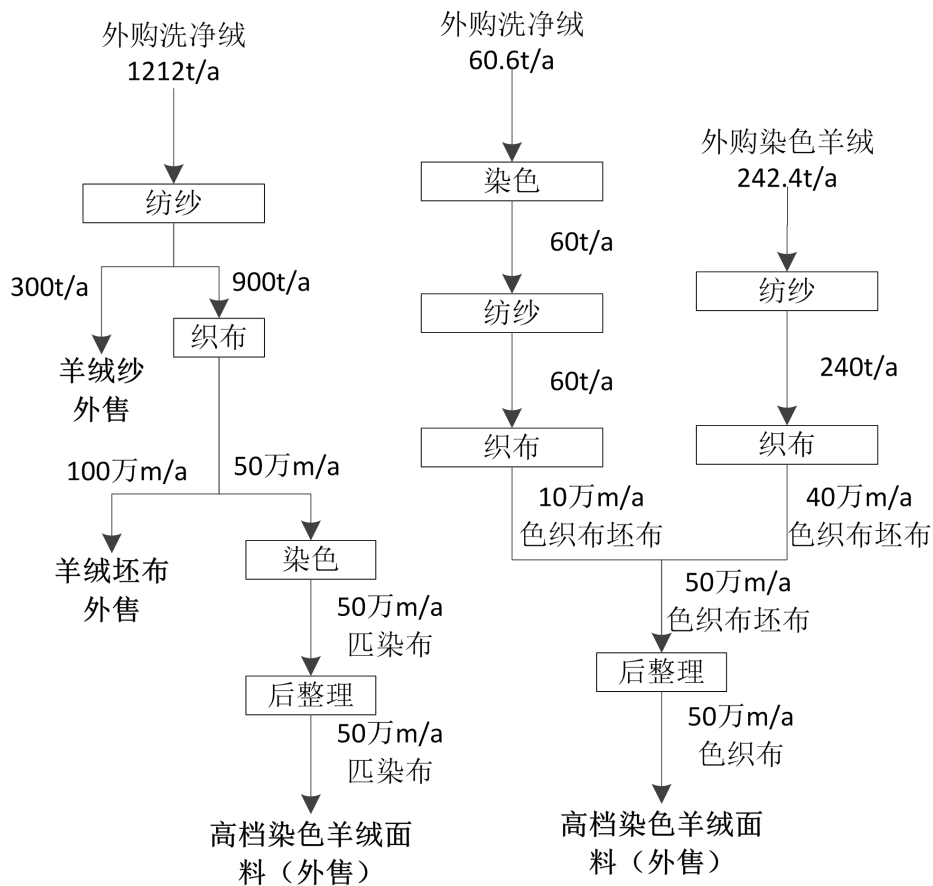 外购洗净绒
1212t/a
纺纱
300t/a
900t/a
织布
羊绒纱
外售
100万m/a
50万m/a
羊绒坯布
外售
染色
50万m/a
匹染布
后整理
50万m/a
匹染布
高档染色羊绒面
料（外售）
外购洗净绒
60.6t/a
染色
60t/a
纺纱
60t/a
织布
10万m/a
色织布坯布
外购染色羊绒
242.4t/a
纺纱
240t/a
织布
40万m/a
色织布坯布
50万m/a
色织布坯布
后整理
50万m/a
色织布
高档染色羊绒面
料（外售）